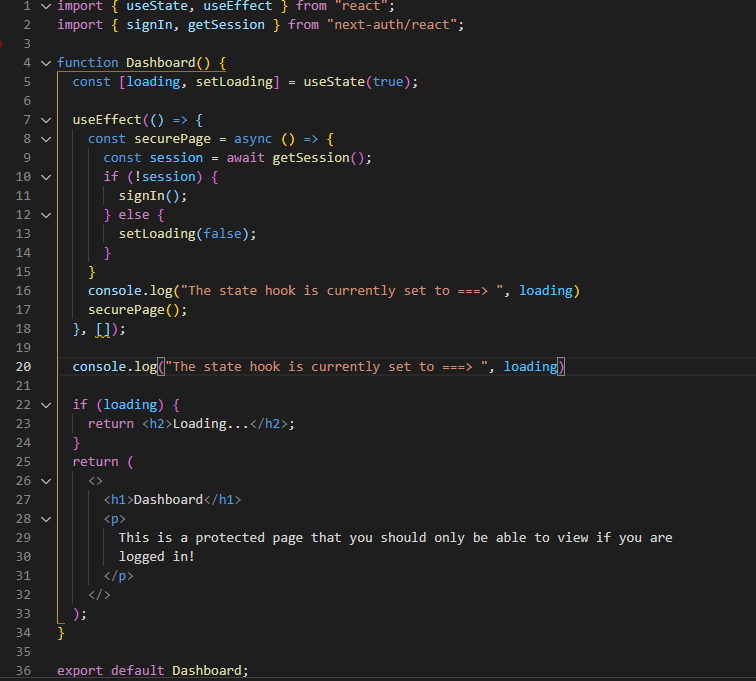 1 import { useState, useEffect } from "react";
2 import { signIn, getSession } from "next-auth/react";
3
4 function Dashboard() {
5   const [loading, setLoading] = useState(true);
6
7   useEffect(() => {
8     const securePage = async () => {
9       const session = await getSession();
10       if (!session) {
11         signIn();
12       } else {
13         setLoading(false);
14       }
15     }
16     console.log("The state hook is currently set to ===> ", loading)
17     securePage();
18   }, []);
19
20   console.log("The state hook is currently set to ===> ", loading)
21
22   if (loading) {
23     return <h2>Loading...</h2>;
24   }
25   return (
26     <>
27       <h1>Dashboard</h1>
28       <p>
29         This is a protected page that you should only be able to view if you are
30         logged in!
31       </p>
32     </>
33   );
34 }
35
36 export default Dashboard;